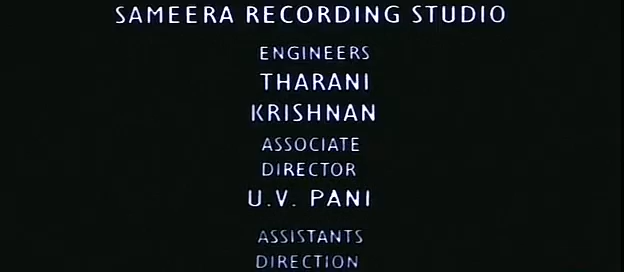 SAMEERA RECORDING STUDIO
ENGINEERS
THARANI
KRISHNAN
ASSOCIATE
DIRECTOR
U.V. PANI
ASSISTANTS
DIRECTION